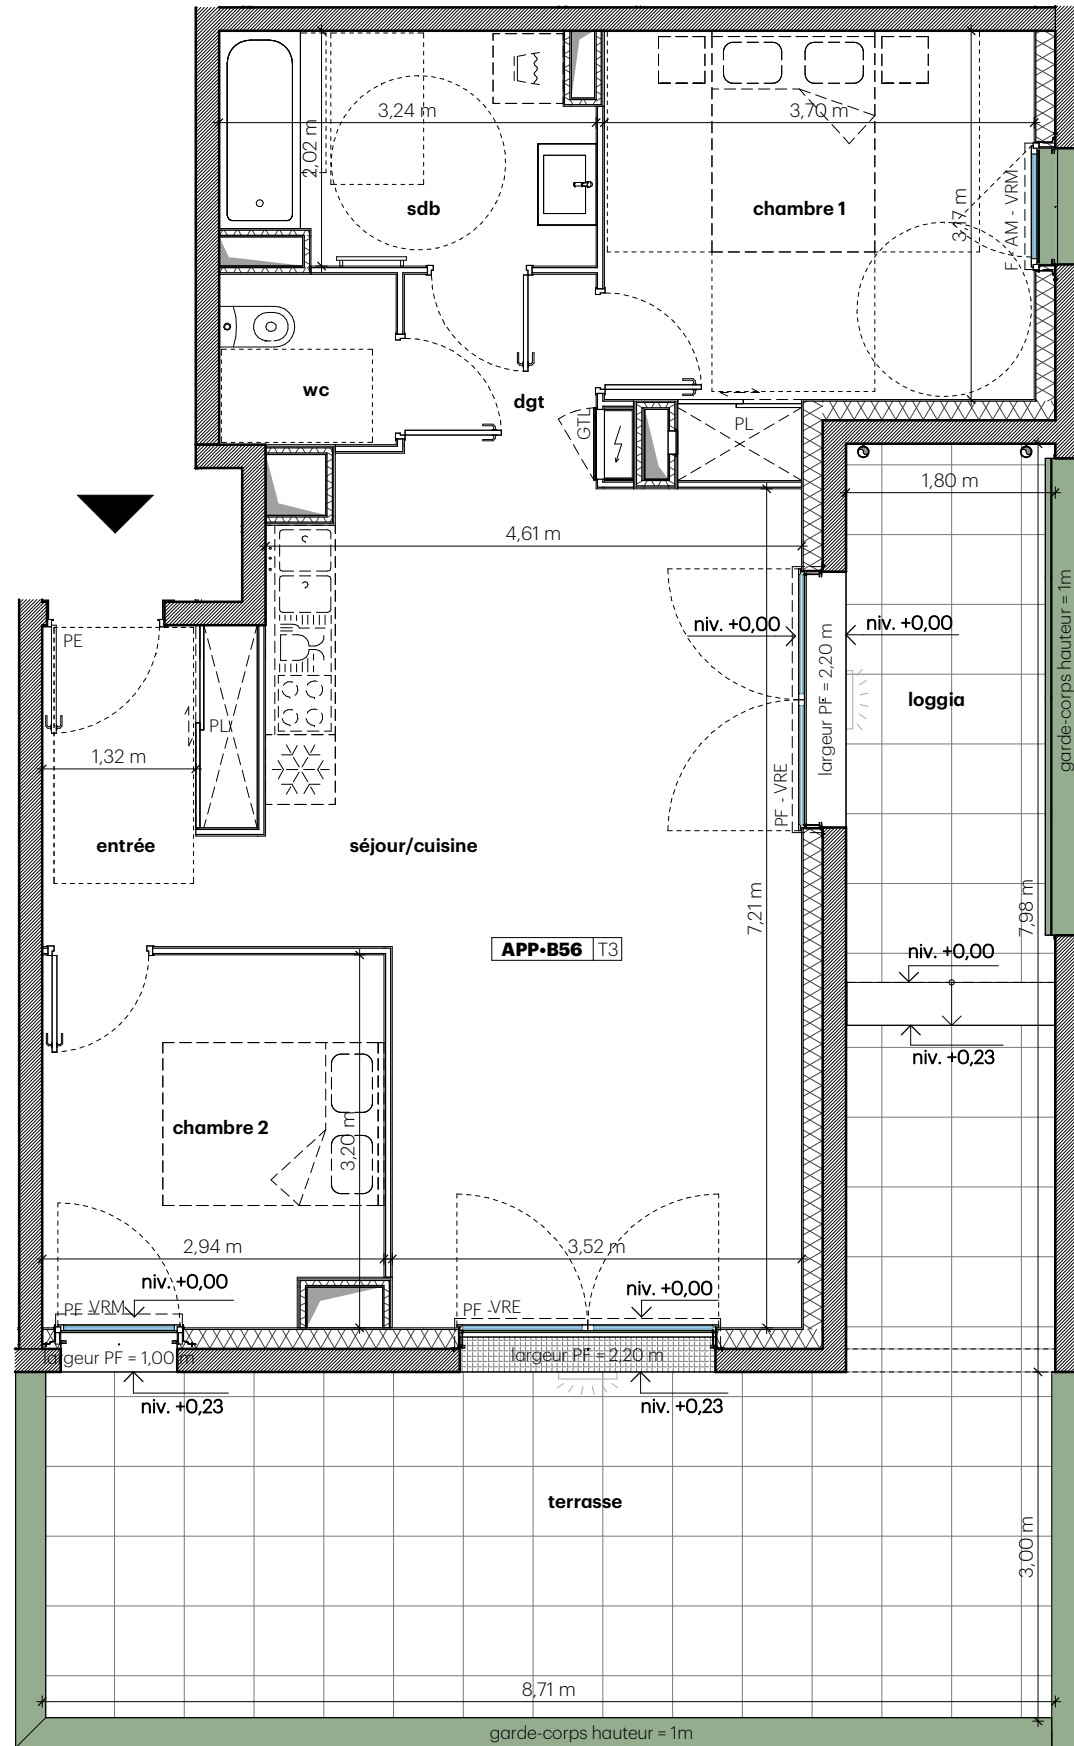 3,24 m
3,70 m
2,02 m
sdb
chambre 1
3,17 m
F - AM - VRM
wc
dgt
GTL
PL
1,80 m
4,61 m
niv. +0,00
niv. +0,00
PE
largeur PF = 2,20 m
loggia
garde-corps hauteur = 1m
PL
1,32 m
PF - VRE
entrée
séjour/cuisine
7,21 m
7,98 m
APP•B56 T3
niv. +0,00
niv. +0,23
chambre 2
3,20 m
2,94 m
3,52 m
niv. +0,00
niv. +0,00
PF - VRM
PF - VRE
largeur PF = 1,00 m
largeur PF = 2,20 m
niv. +0,23
niv. +0,23
terrasse
3,00 m
8,71 m
garde-corps hauteur = 1m